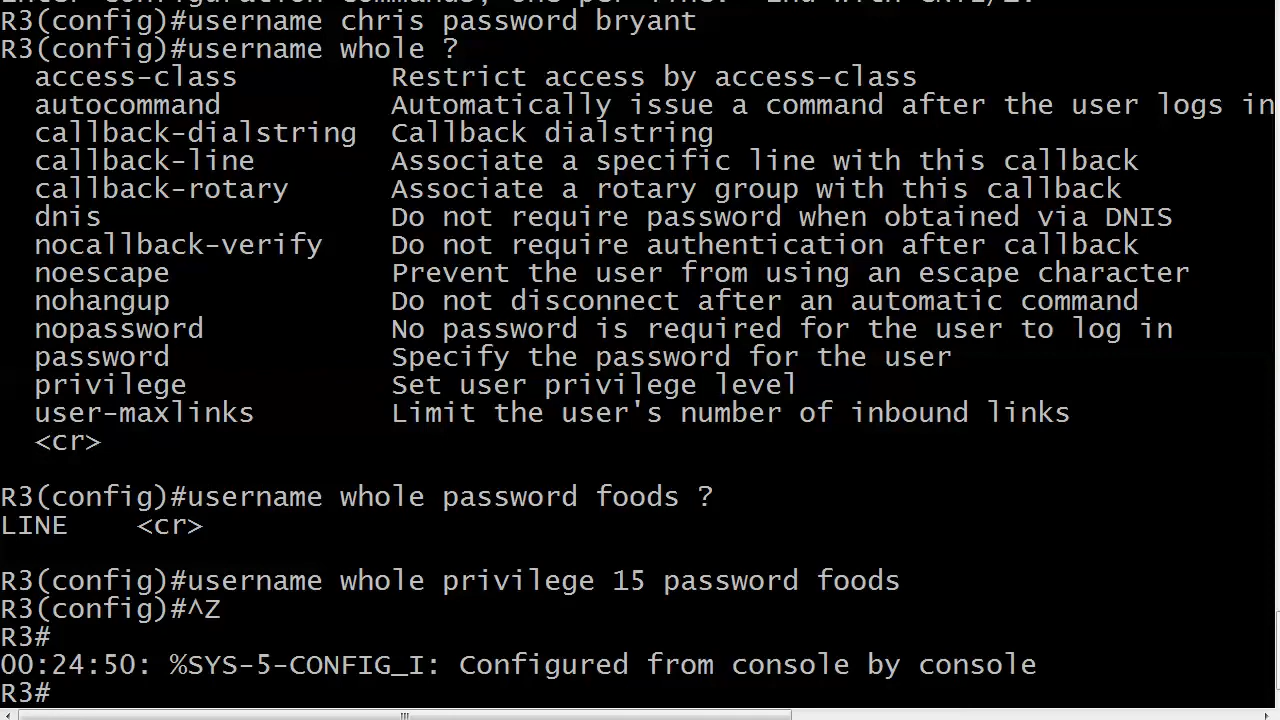 R3(config)#username chris password bryant
R3(config)#username whole ?
  access-class         Restrict access by access-class
  autocommand          Automatically issue a command after the user logs in
  callback-dialstring  Callback dialstring
  callback-line        Associate a specific line with this callback
  callback-rotary      Associate a rotary group with this callback
  dnis                 Do not require password when obtained via DNIS
  nocallback-verify    Do not require authentication after callback
  noescape             Prevent the user from using an escape character
  nohangup             Do not disconnect after an automatic command
  nopassword           No password is required for the user to log in
  password             Specify the password for the user
  privilege            Set user privilege level
  user-maxlinks        Limit the user's number of inbound links
  <cr>
R3(config)#username whole password foods ?
LINE    <cr>
R3(config)#username whole privilege 15 password foods
R3(config)#^Z
R3#
00:24:50: %SYS-5-CONFIG_I: Configured from console by console
R3#